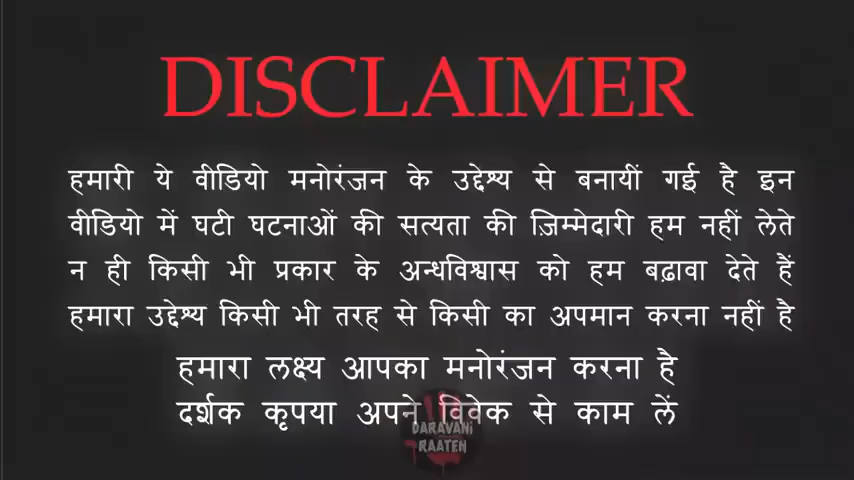 DISCLAIMER
हमारी ये वीडियो मनोरंजन के उद्देश्य से बनायीं गई है इन
वीडियो में घटी घटनाओं की सत्यता की ज़िम्मेदारी हम नहीं लेते
न ही किसी भी प्रकार के अन्धविश्वास को हम बढ़ावा देते हैं
हमारा उद्देश्य किसी भी तरह से किसी का अपमान करना नहीं है
हमारा लक्ष्य आपका मनोरंजन करना है
दर्शक कृपया अपने विवेक से काम लें
DARAVANi
RAATEN